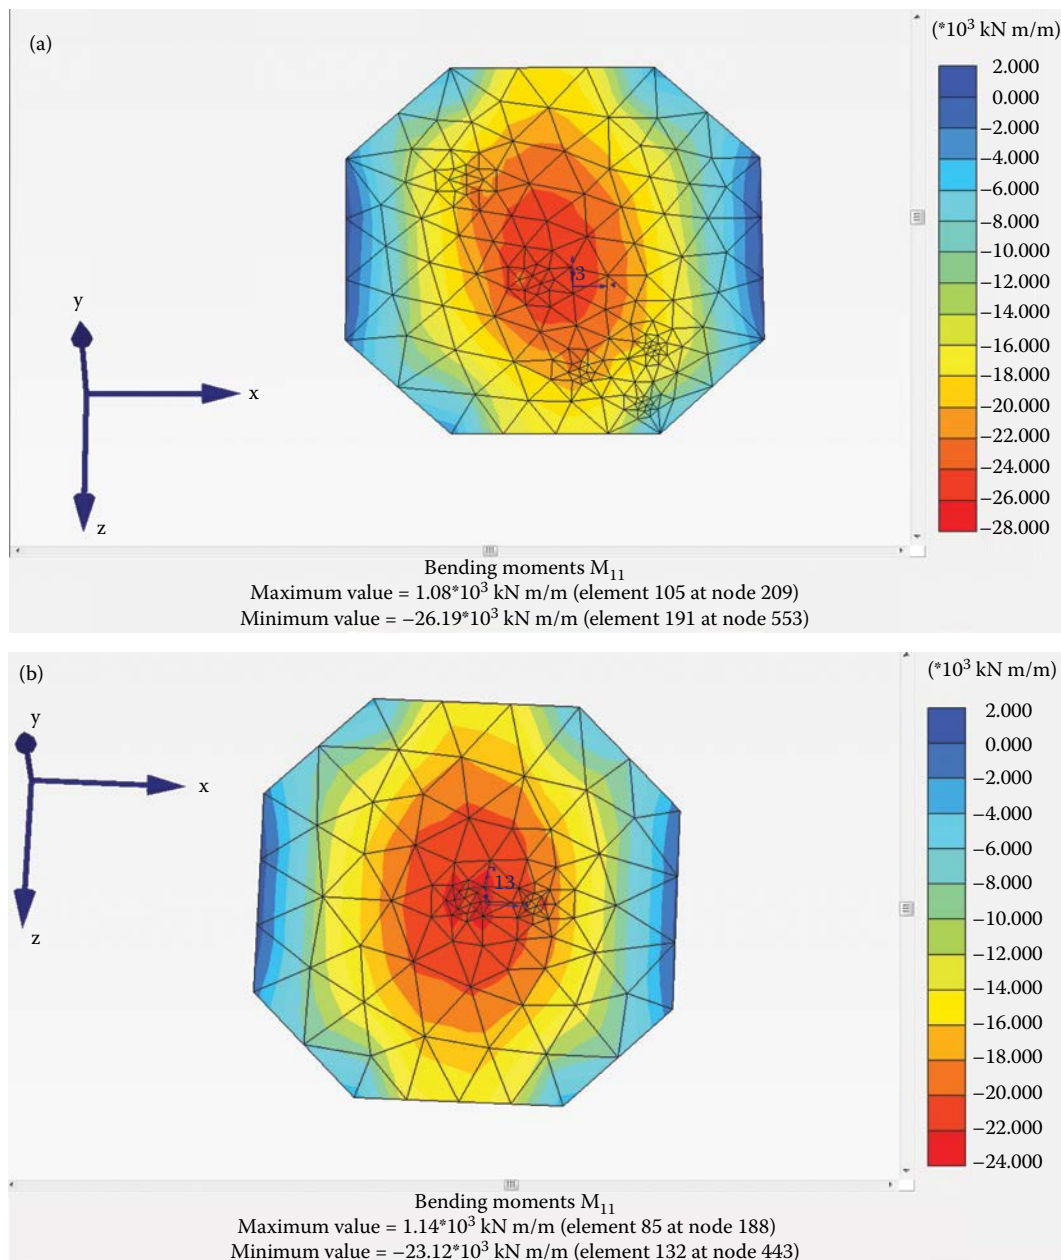 (a)
(*10³ kN m/m)
2.000
0.000
−2.000
−4.000
−6.000
−8.000
−10.000
−12.000
−14.000
−16.000
−18.000
−20.000
−22.000
−24.000
−26.000
−28.000
3
y
x
z
Bending moments M₁₁
Maximum value = 1.08*10³ kN m/m (element 105 at node 209)
Minimum value = −26.19*10³ kN m/m (element 191 at node 553)
(b)
(*10³ kN m/m)
2.000
0.000
−2.000
−4.000
−6.000
−8.000
−10.000
−12.000
−14.000
−16.000
−18.000
−20.000
−22.000
−24.000
y
x
z
13
Bending moments M₁₁
Maximum value = 1.14*10³ kN m/m (element 85 at node 188)
Minimum value = −23.12*10³ kN m/m (element 132 at node 443)